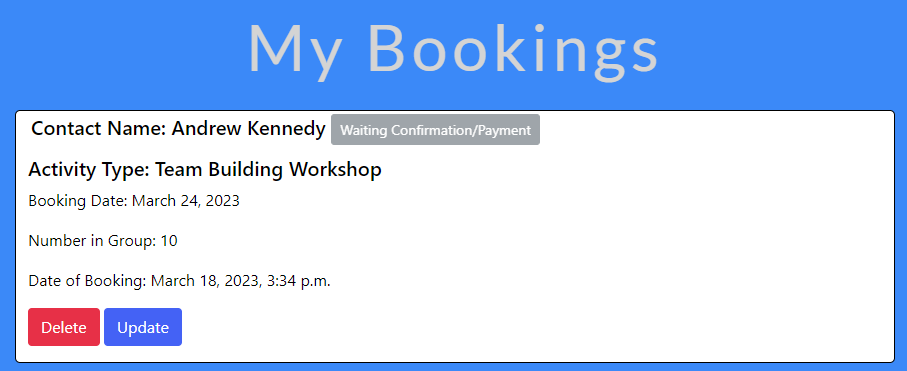 My Bookings
Contact Name: Andrew Kennedy Waiting Confirmation/Payment
Activity Type: Team Building Workshop
Booking Date: March 24, 2023
Number in Group: 10
Date of Booking: March 18, 2023, 3:34 p.m.
Delete Update